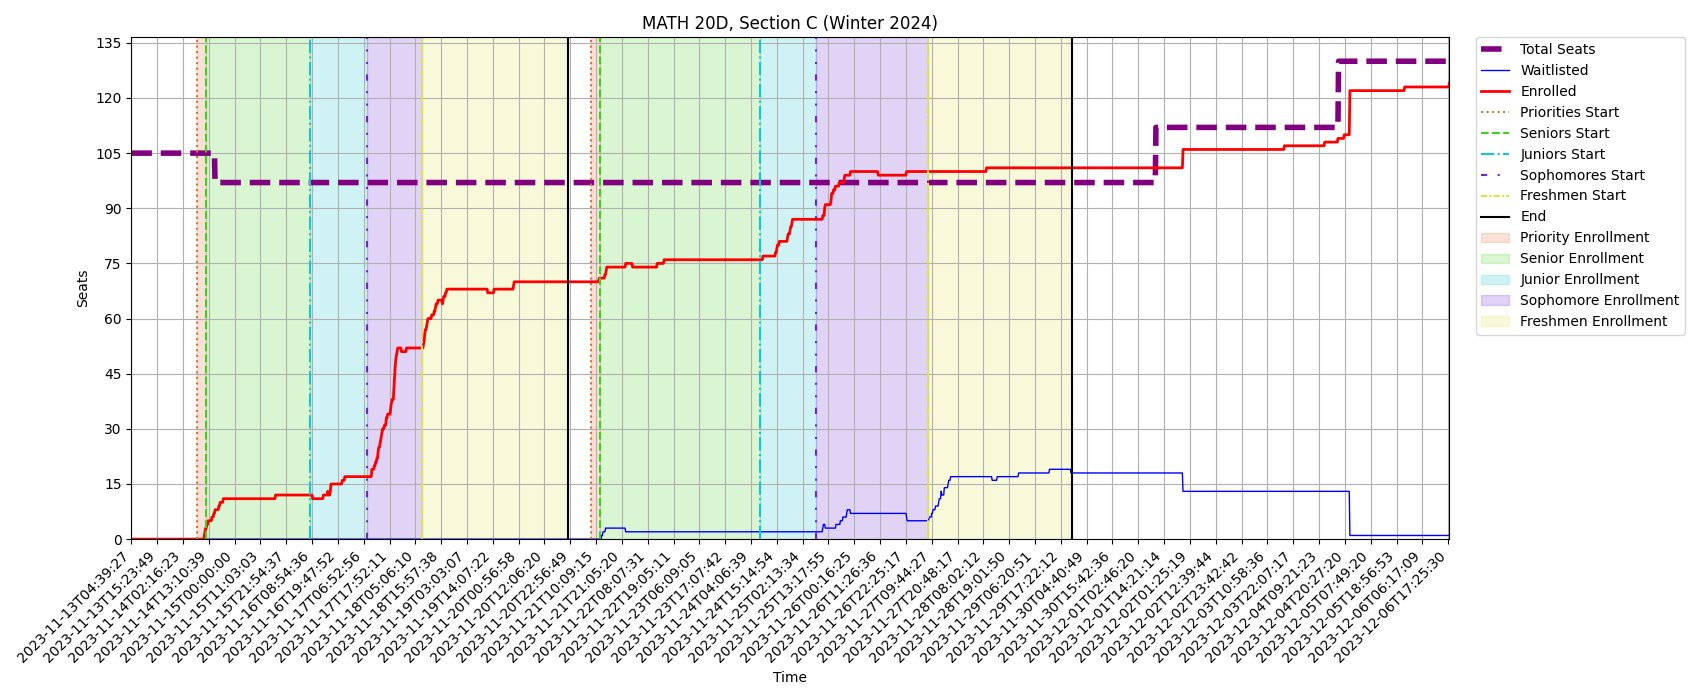 MATH 20D, Section C (Winter 2024)
135
120
105
90
75
60
45
30
15
0
Seats
2023-11-13T04:39:27
2023-11-13T15:23:49
2023-11-14T02:16:23
2023-11-14T13:10:39
2023-11-15T00:00:00
2023-11-15T11:03:03
2023-11-15T21:54:37
2023-11-16T08:54:36
2023-11-16T19:47:52
2023-11-17T06:52:56
2023-11-17T17:52:11
2023-11-18T05:06:10
2023-11-18T15:57:38
2023-11-19T03:03:07
2023-11-19T14:07:22
2023-11-20T00:56:58
2023-11-20T12:06:20
2023-11-20T22:56:49
2023-11-21T10:09:15
2023-11-21T21:05:20
2023-11-22T08:07:31
2023-11-22T19:05:11
2023-11-23T06:09:05
2023-11-23T17:07:42
2023-11-24T04:06:39
2023-11-24T15:14:54
2023-11-25T02:13:34
2023-11-25T13:17:55
2023-11-26T00:16:25
2023-11-26T11:26:36
2023-11-26T22:25:17
2023-11-27T09:44:27
2023-11-27T20:48:17
2023-11-28T08:02:12
2023-11-28T19:01:50
2023-11-29T06:20:51
2023-11-29T17:22:12
2023-11-30T04:40:49
2023-11-30T15:42:36
2023-12-01T02:46:20
2023-12-01T14:21:14
2023-12-02T01:25:19
2023-12-02T12:39:44
2023-12-02T23:42:42
2023-12-03T10:58:36
2023-12-03T22:07:17
2023-12-04T09:21:23
2023-12-04T20:27:20
2023-12-05T07:49:20
2023-12-05T18:56:53
2023-12-06T06:17:09
2023-12-06T17:25:30
Time
Total Seats
Waitlisted
Enrolled
Priorities Start
Seniors Start
Juniors Start
Sophomores Start
Freshmen Start
End
Priority Enrollment
Senior Enrollment
Junior Enrollment
Sophomore Enrollment
Freshmen Enrollment